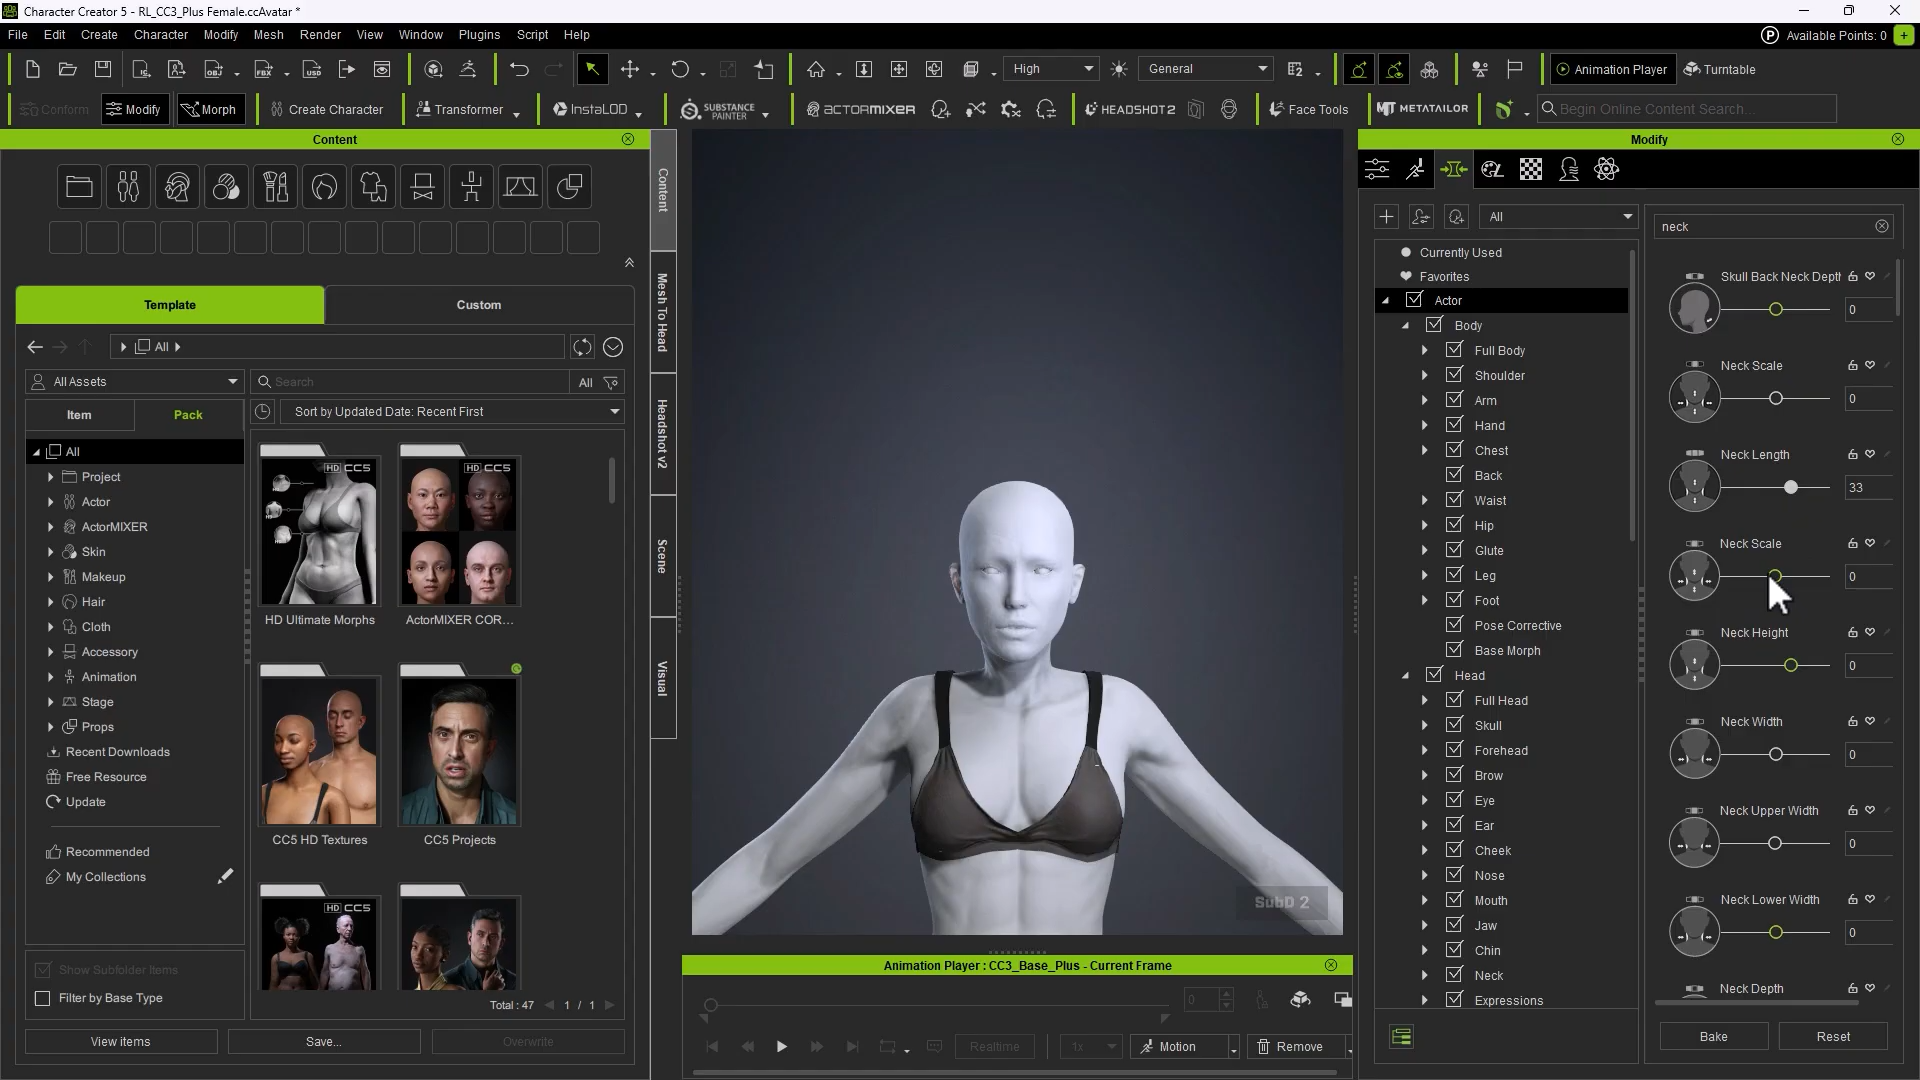 Character Creator 5 - RL_CC3_Plus Female.ccAvatar *
File Edit Create Character Modify Mesh Render View Window Plugins Script Help
Available Points: 0
High
General
Animation Player
Turntable
Conform
Modify
Morph
Create Character
Transformer
InstaLOD
SUBSTANCE PAINTER
ACTORMIXER
HEADSHOT 2
Face Tools
METATAILOR
Begin Online Content Search...
Content
Template
Custom
All
All Assets
Search
All
Item
Pack
Sort by Updated Date: Recent First
All
Project
Actor
ActorMIXER
Skin
Makeup
Hair
Cloth
Accessory
Animation
Stage
Props
Recent Downloads
Free Resource
Update
Recommended
My Collections
Show Subfolder Items
Filter by Base Type
HD CC5
HD Ultimate Morphs
HD CC5
ActorMIXER COR...
CC5 HD Textures
CC5 Projects
HD CC5
Total : 47
1 / 1
View items
Save...
Overwrite
Content
Mesh To Head
Headshot v2
Scene
Visual
SubD 2
Animation Player : CC3_Base_Plus - Current Frame
0
Realtime
1x
Motion
Remove
Modify
All
Currently Used
Favorites
Actor
Body
Full Body
Shoulder
Arm
Hand
Chest
Back
Waist
Hip
Glute
Leg
Foot
Pose Corrective
Base Morph
Head
Full Head
Skull
Forehead
Brow
Eye
Ear
Cheek
Nose
Mouth
Jaw
Chin
Neck
Expressions
neck
Skull Back Neck Depth
0
Neck Scale
0
Neck Length
33
Neck Scale
0
Neck Height
0
Neck Width
0
Neck Upper Width
0
Neck Lower Width
0
Neck Depth
Bake
Reset